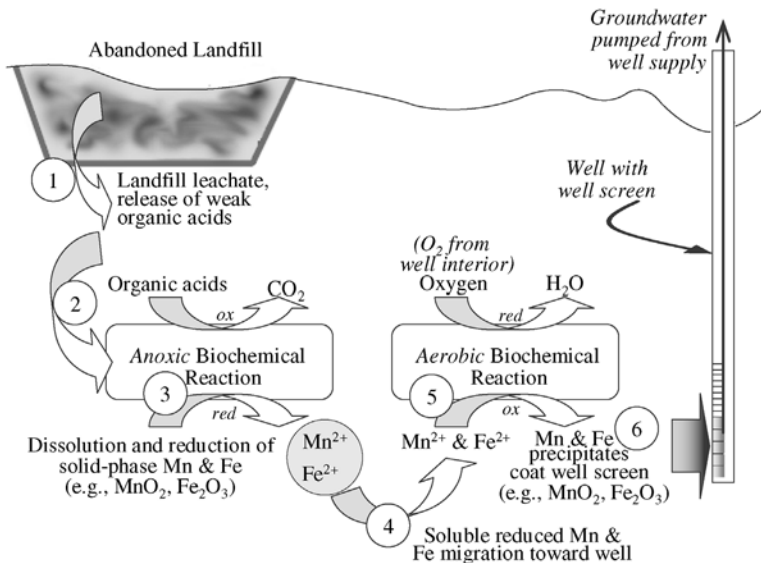 Groundwater
pumped from
well supply
Abandoned Landfill
1
Landfill leachate,
release of weak
organic acids
Well with
well screen
2
Organic acids
CO₂
ox
Anoxic Biochemical
Reaction
3
red
Dissolution and reduction of
solid-phase Mn & Fe
(e.g., MnO₂, Fe₂O₃)
Mn²⁺
Fe²⁺
4
Soluble reduced Mn &
Fe migration toward well
(O₂ from
well interior)
Oxygen
H₂O
red
Aerobic Biochemical
Reaction
5
ox
Mn²⁺ & Fe²⁺
6
Mn & Fe
precipitates
coat well screen
(e.g., MnO₂, Fe₂O₃)